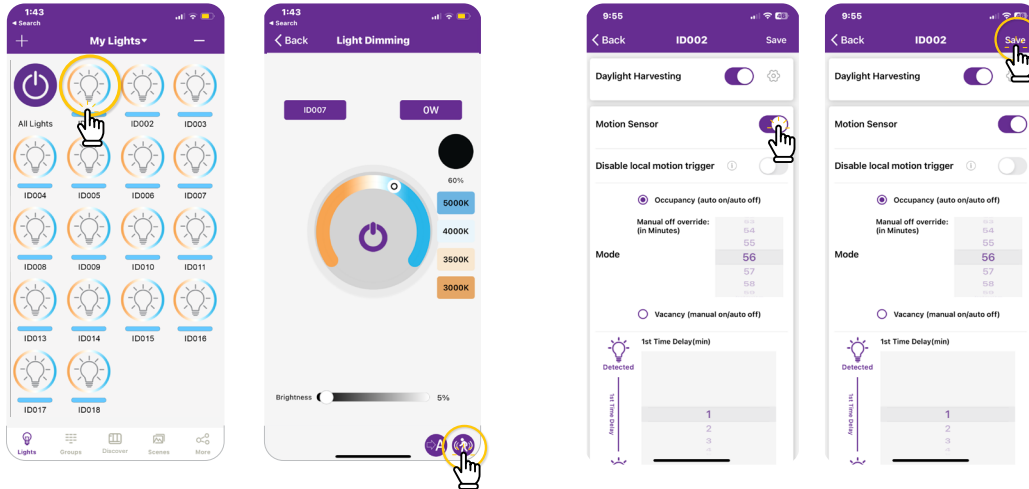 1:43
◂ Search
+ My Lights▾ −
All Lights ID002 ID003
ID004 ID005 ID006 ID007
ID008 ID009 ID010 ID011
ID013 ID014 ID015 ID016
ID017 ID018
Lights Groups Discover Scenes More
1:43
◂ Search
Back Light Dimming
ID007 0W
60%
5000K
4000K
3500K
3000K
Brightness 5%
A
9:55
Back ID002 Save
Daylight Harvesting
Motion Sensor
Disable local motion trigger
Occupancy (auto on/auto off)
Manual off override:
(in Minutes)
54
55
Mode 56
57
58
Vacancy (manual on/auto off)
1st Time Delay(min)
Detected
1st Time Delay
1
2
3
9:55
Back ID002 Save
Daylight Harvesting
Motion Sensor
Disable local motion trigger
Occupancy (auto on/auto off)
Manual off override:
(in Minutes)
54
55
Mode 56
57
58
Vacancy (manual on/auto off)
1st Time Delay(min)
Detected
1st Time Delay
1
2
3